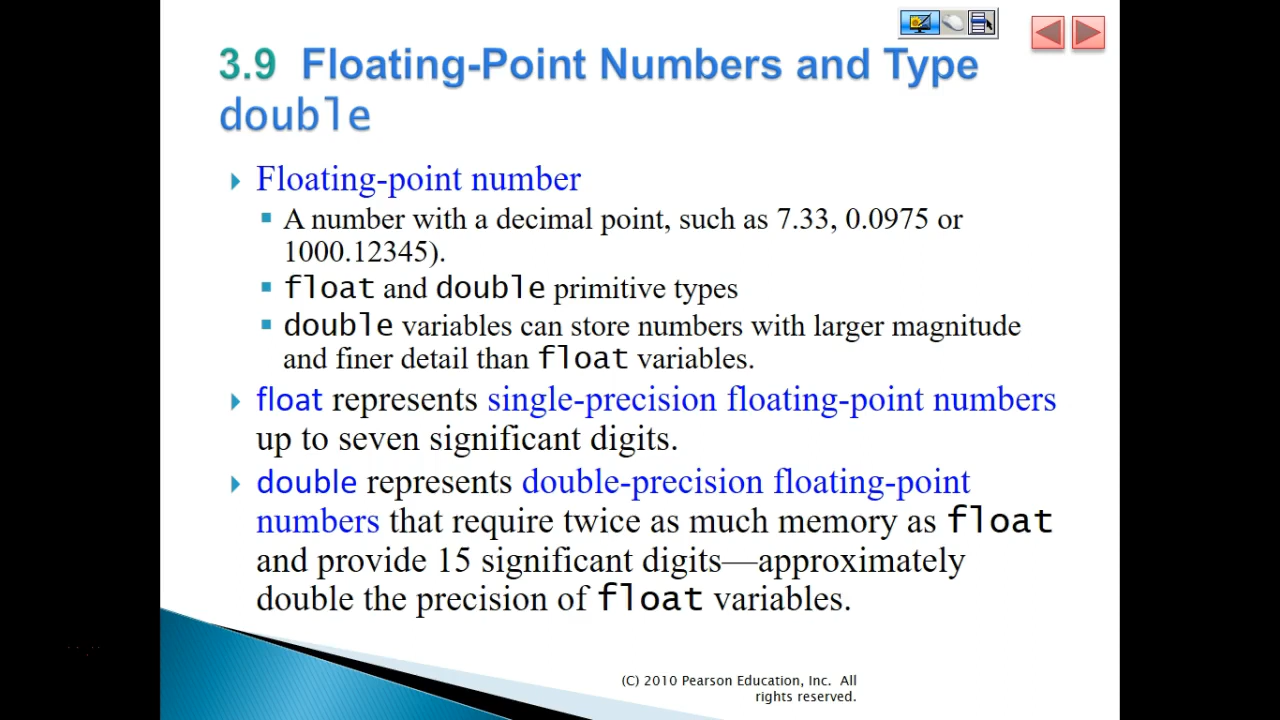 3.9 Floating-Point Numbers and Type
double
Floating-point number
A number with a decimal point, such as 7.33, 0.0975 or
1000.12345).
float and double primitive types
double variables can store numbers with larger magnitude
and finer detail than float variables.
float represents single-precision floating-point numbers
up to seven significant digits.
double represents double-precision floating-point
numbers that require twice as much memory as float
and provide 15 significant digits—approximately
double the precision of float variables.
(C) 2010 Pearson Education, Inc. All
rights reserved.